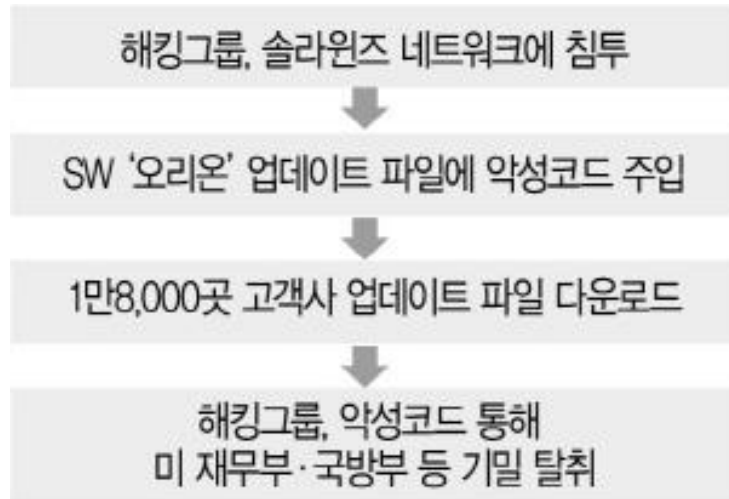 해킹그룹, 솔라윈즈 네트워크에 침투
SW ‘오리온’ 업데이트 파일에 악성코드 주입
1만8,000곳 고객사 업데이트 파일 다운로드
해킹그룹, 악성코드 통해
미 재무부·국방부 등 기밀 탈취